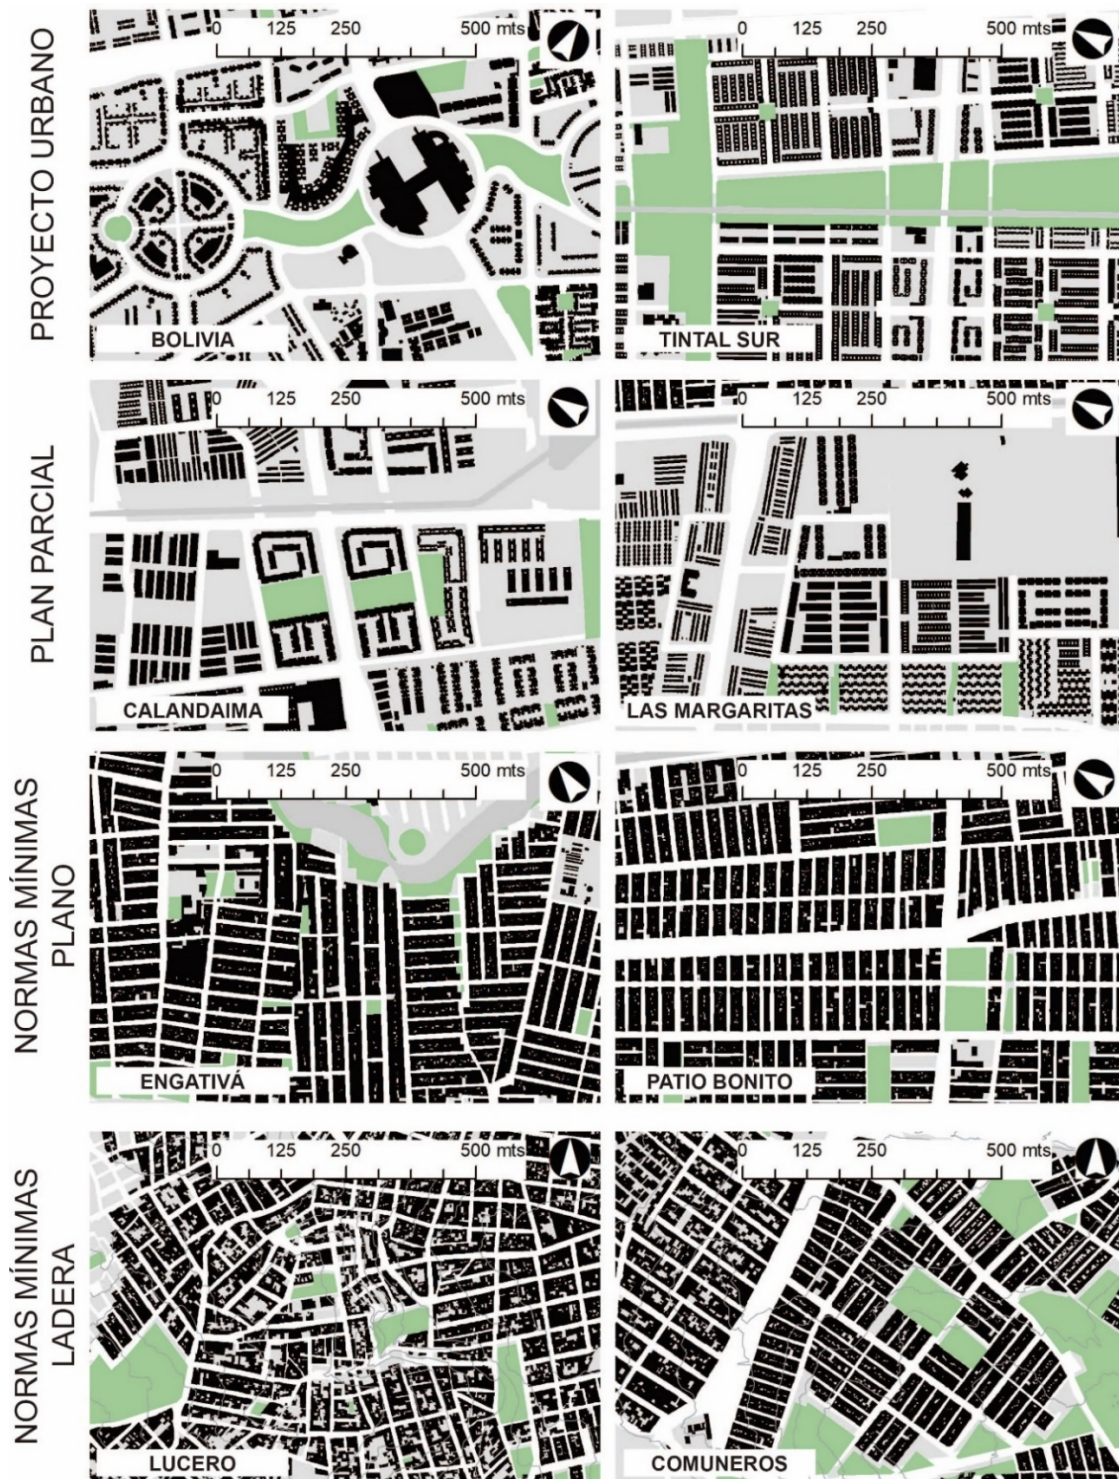 PROYECTO URBANO
0 125 250 500 mts
BOLIVIA
0 125 250 500 mts
TINTAL SUR
PLAN PARCIAL
0 125 250 500 mts
CALANDAIMA
0 125 250 500 mts
LAS MARGARITAS
NORMAS MÍNIMAS
PLANO
0 125 250 500 mts
ENGATIVÁ
0 125 250 500 mts
PATIO BONITO
NORMAS MÍNIMAS
LADERA
0 125 250 500 mts
LUCERO
0 125 250 500 mts
COMUNEROS